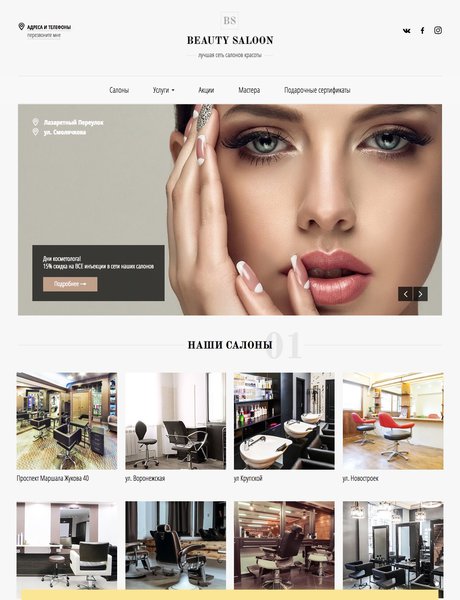 АДРЕСА И ТЕЛЕФОНЫ
перезвоните мне
BS
BEAUTY SALOON
лучшая сеть салонов красоты
Салоны Услуги Акции Мастера Подарочные сертификаты
Лазаретный Переулок
ул. Смолячкова
Дни косметолога!
15% скидка на ВСЕ инъекции в сети наших салонов
Подробнее →
НАШИ САЛОНЫ 01
Проспект Маршала Жукова 40
ул. Воронежская
ул Крупской
ул. Новостроек